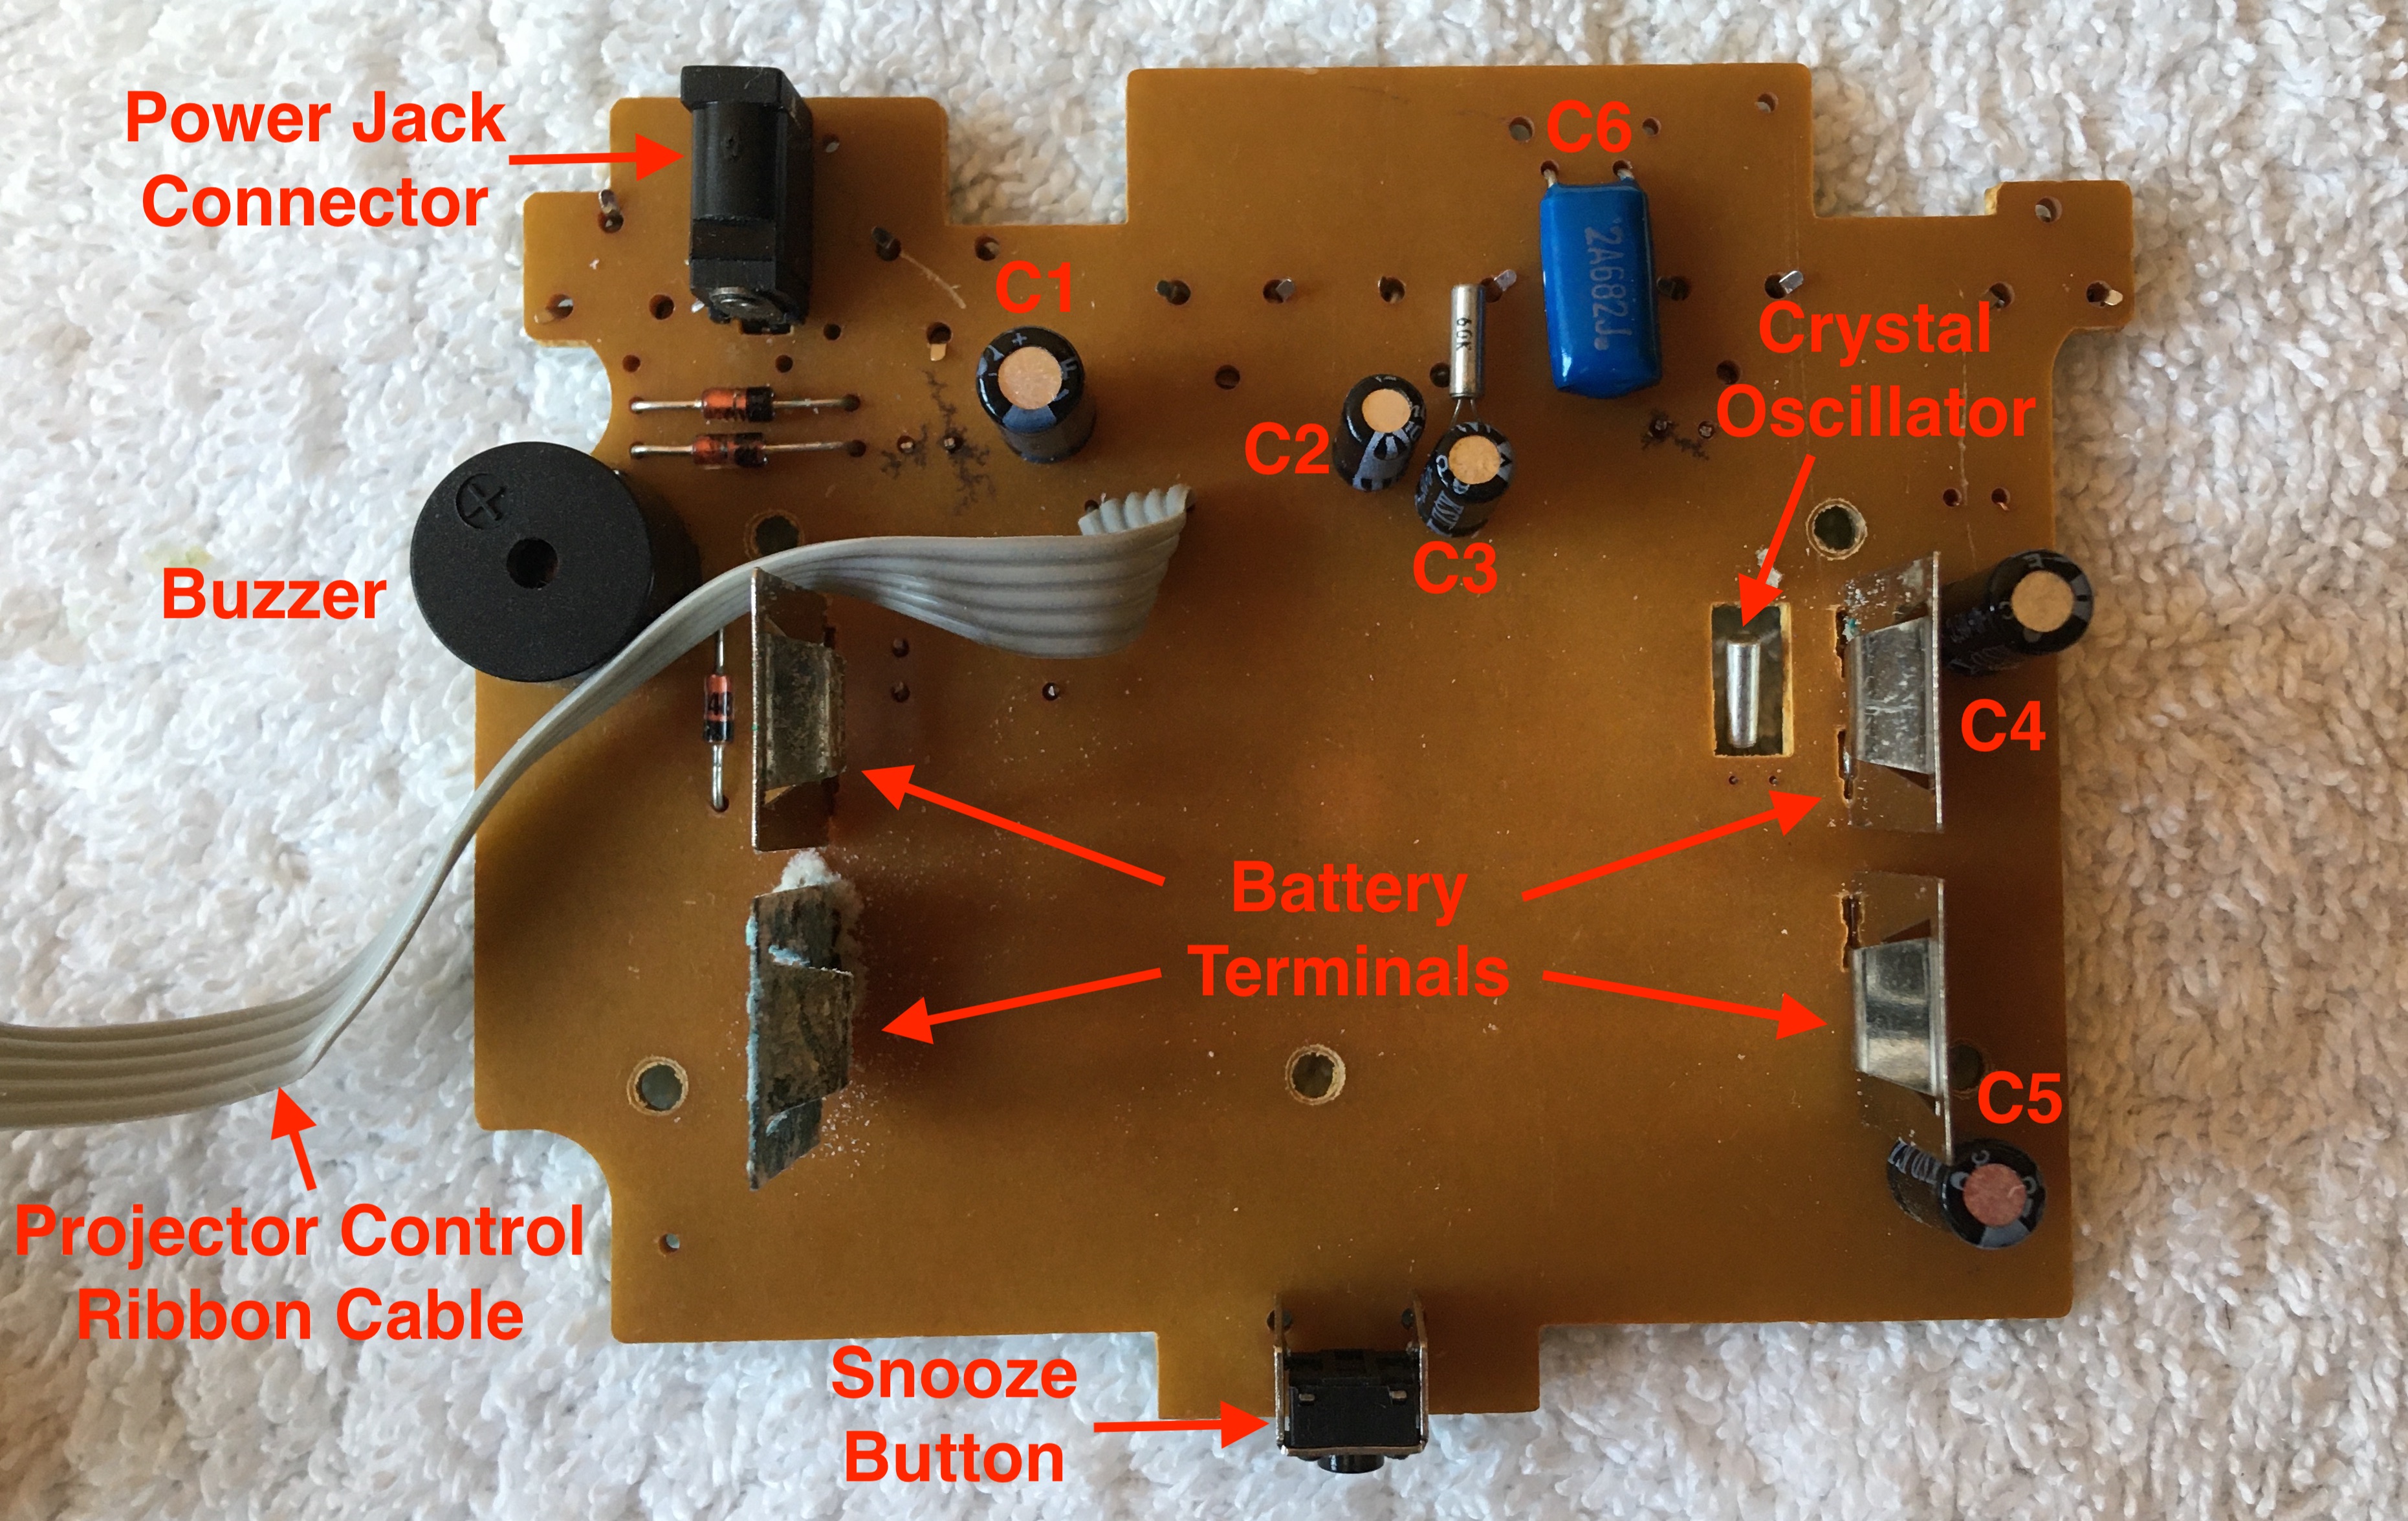 Power Jack
Connector
C1
C6
2A682J.
60K
Crystal
Oscillator
C2
C3
Buzzer
C4
Battery
Terminals
C5
Projector Control
Ribbon Cable
Snooze
Button